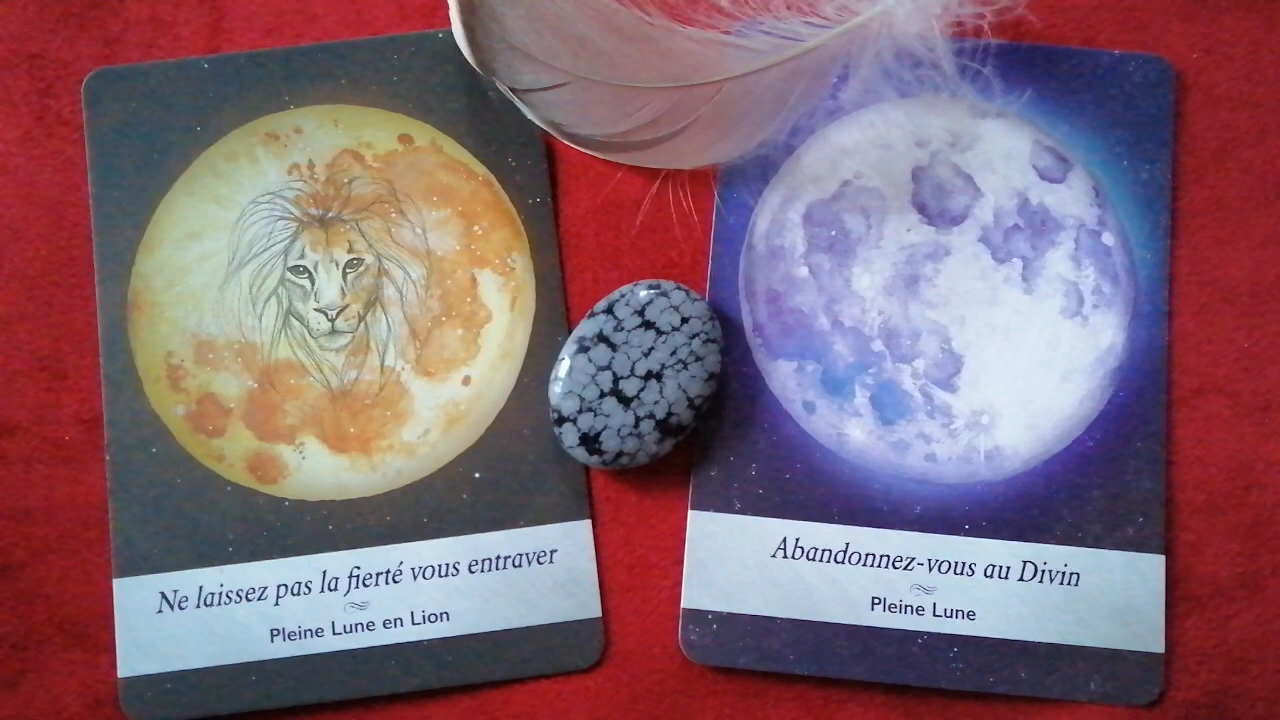 Ne laissez pas la fierté vous entraver
Pleine Lune en Lion
Abandonnez-vous au Divin
Pleine Lune